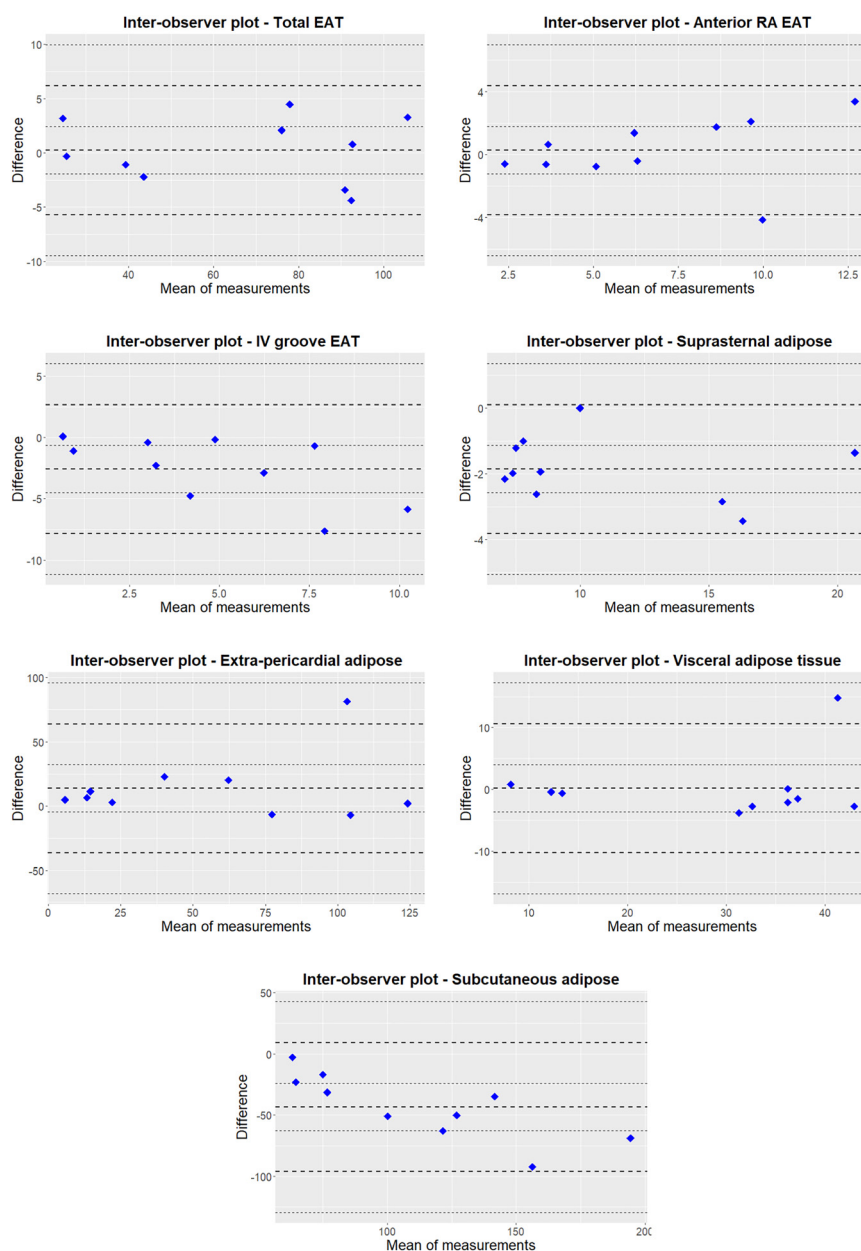 Inter-observer plot - Total EAT
10
5
0
-5
-10
Difference
40
60
80
100
Mean of measurements
Inter-observer plot - Anterior RA EAT
4
0
-4
Difference
2.5
5.0
7.5
10.0
12.5
Mean of measurements
Inter-observer plot - IV groove EAT
5
0
-5
-10
Difference
2.5
5.0
7.5
10.0
Mean of measurements
Inter-observer plot - Suprasternal adipose
0
-2
-4
Difference
10
15
20
Mean of measurements
Inter-observer plot - Extra-pericardial adipose
100
50
0
-50
Difference
0
25
50
75
100
125
Mean of measurements
Inter-observer plot - Visceral adipose tissue
10
0
-10
Difference
10
20
30
40
Mean of measurements
Inter-observer plot - Subcutaneous adipose
50
0
-50
-100
Difference
100
150
200
Mean of measurements